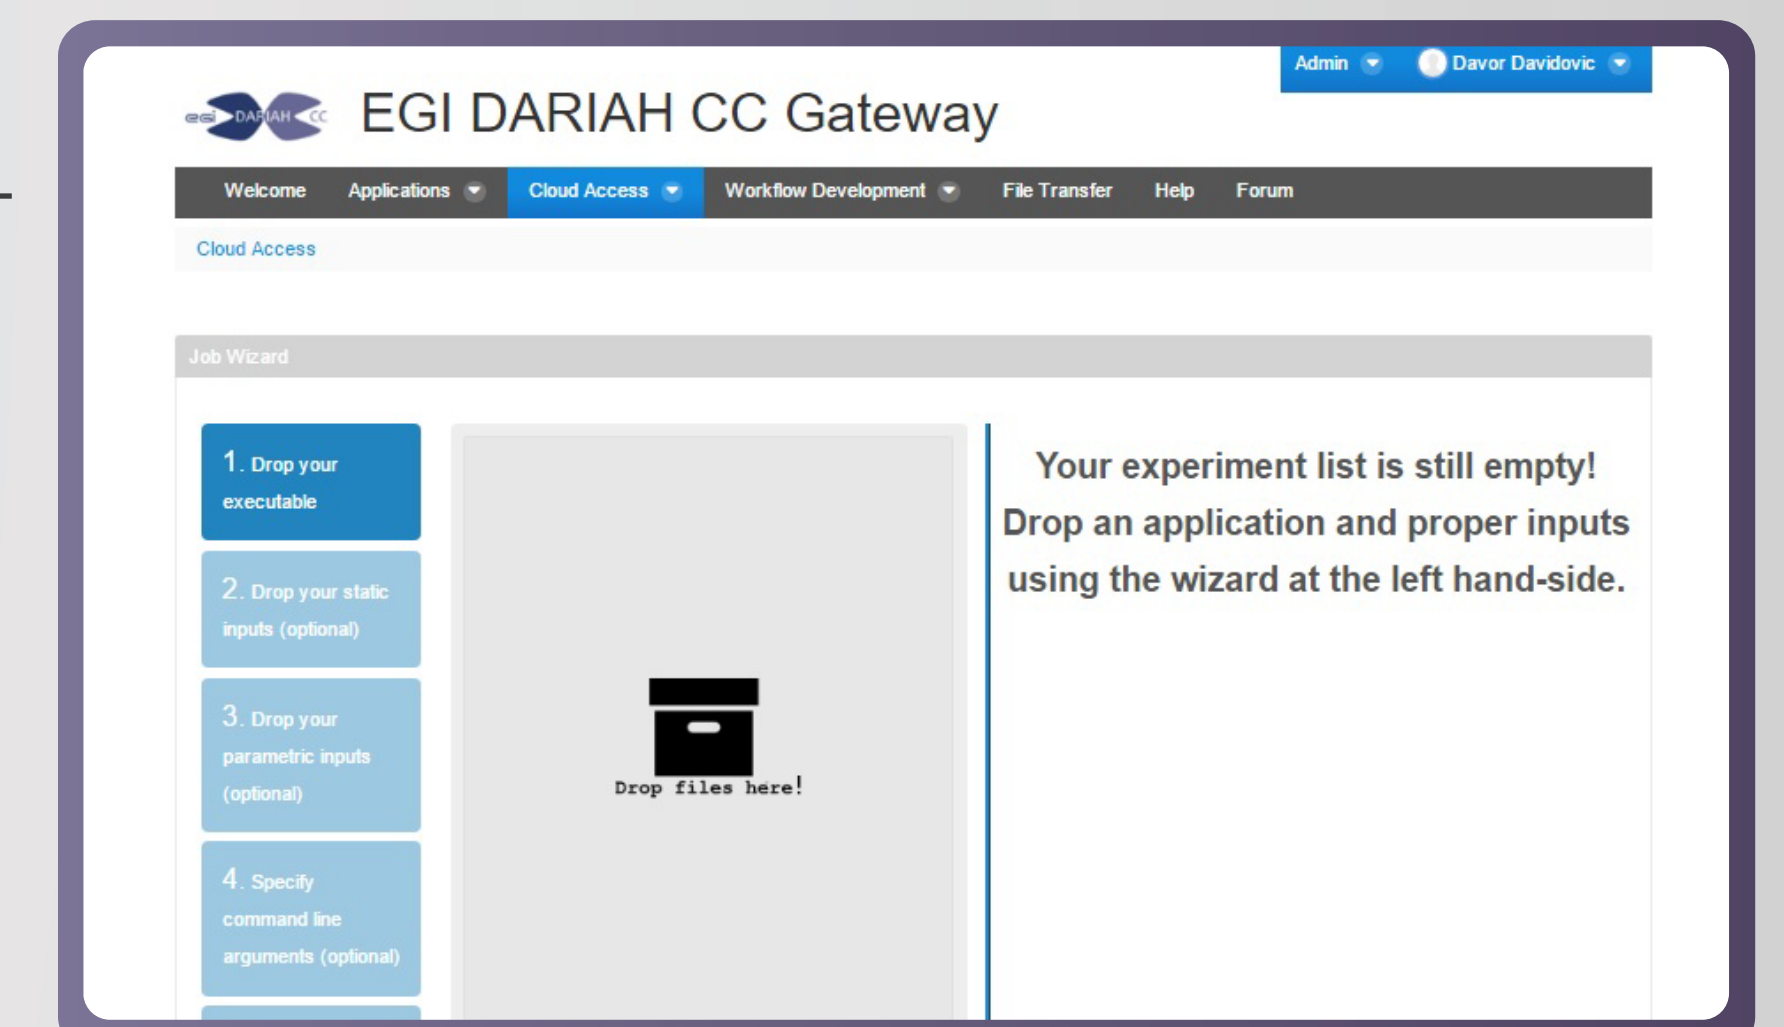 Admin Davor Davidovic
egi DARIAH CC EGI DARIAH CC Gateway
Welcome Applications Cloud Access Workflow Development File Transfer Help Forum
Cloud Access
Job Wizard
1. Drop your
executable
2. Drop your static
inputs (optional)
3. Drop your
parametric inputs
(optional)
4. Specify
command line
arguments (optional)
Drop files here!
Your experiment list is still empty!
Drop an application and proper inputs
using the wizard at the left hand-side.